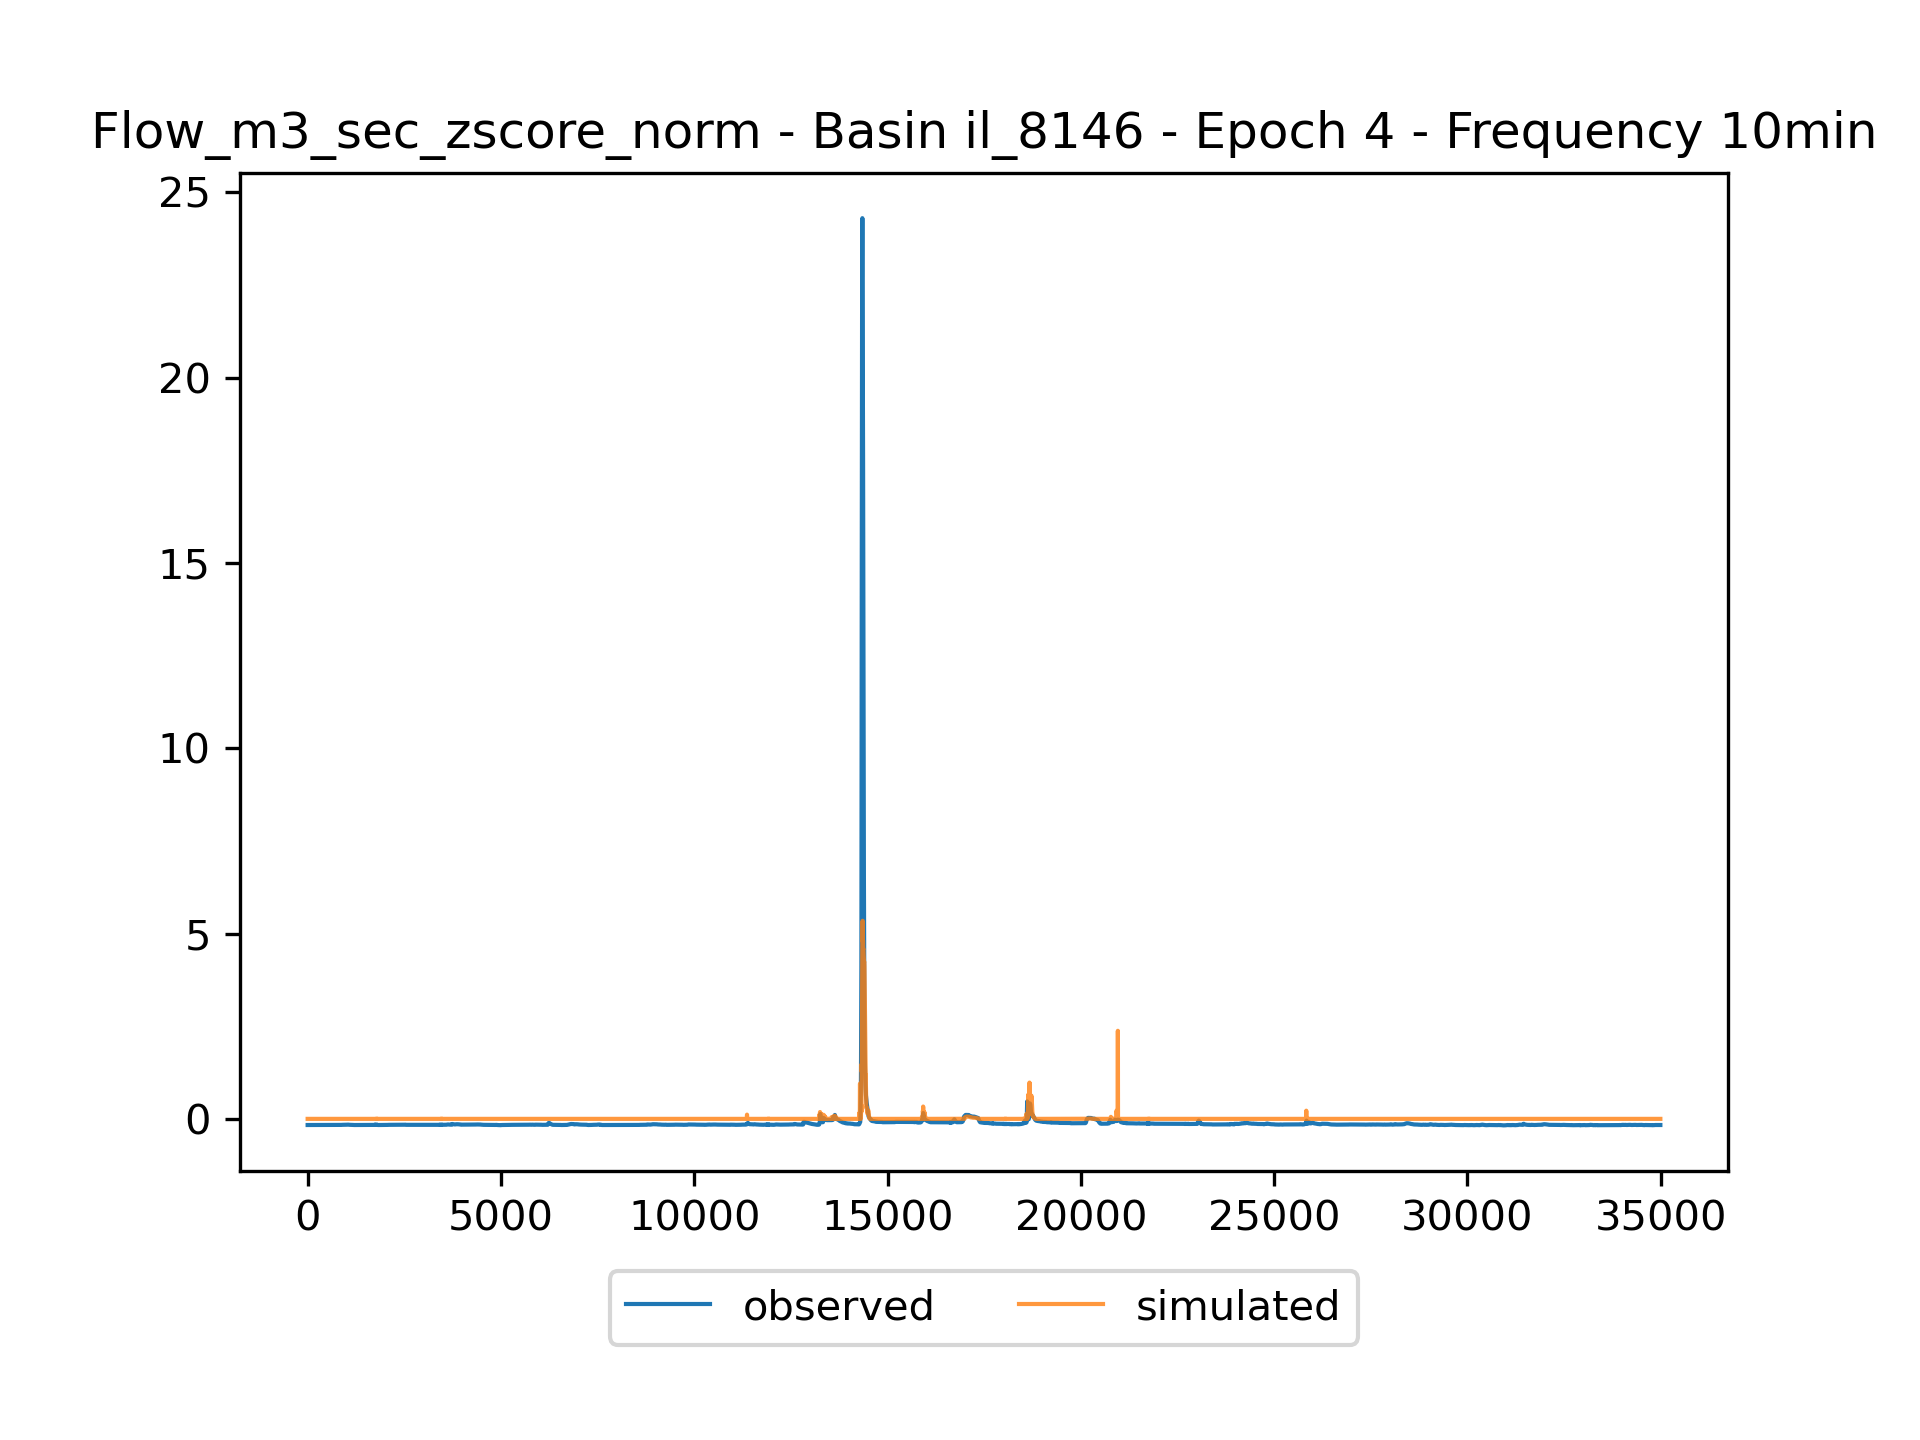 Flow_m3_sec_zscore_norm - Basin il_8146 - Epoch 4 - Frequency 10min
25
20
15
10
5
0
0 5000 10000 15000 20000 25000 30000 35000
observed simulated